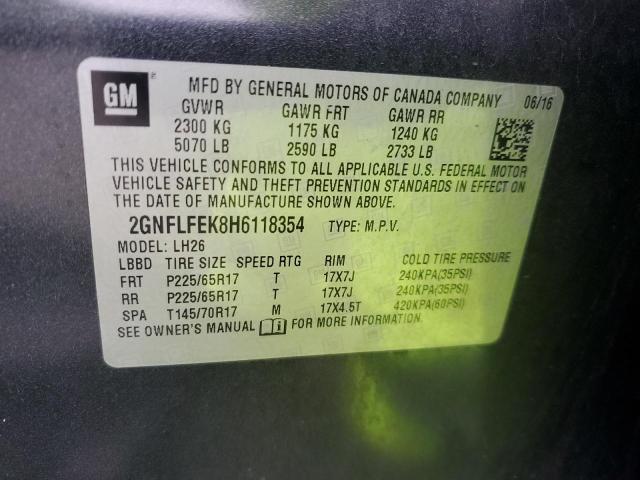 GM ® MFD BY GENERAL MOTORS OF CANADA COMPANY 06/16
GVWR GAWR FRT GAWR RR
2300 KG 1175 KG 1240 KG
5070 LB 2590 LB 2733 LB
THIS VEHICLE CONFORMS TO ALL APPLICABLE U.S. FEDERAL MOTOR
VEHICLE SAFETY AND THEFT PREVENTION STANDARDS IN EFFECT ON
THE DATE OF MANUFACTURE SHOWN ABOVE.
2GNFLFEK8H6118354 TYPE: M.P.V.
MODEL: LH26
LBBD TIRE SIZE SPEED RTG RIM COLD TIRE PRESSURE
FRT P225/65R17 T 17X7J 240KPA(35PSI)
RR P225/65R17 T 17X7J 240KPA(35PSI)
SPA T145/70R17 M 17X4.5T 420KPA(60PSI)
SEE OWNER'S MANUAL FOR MORE INFORMATION.